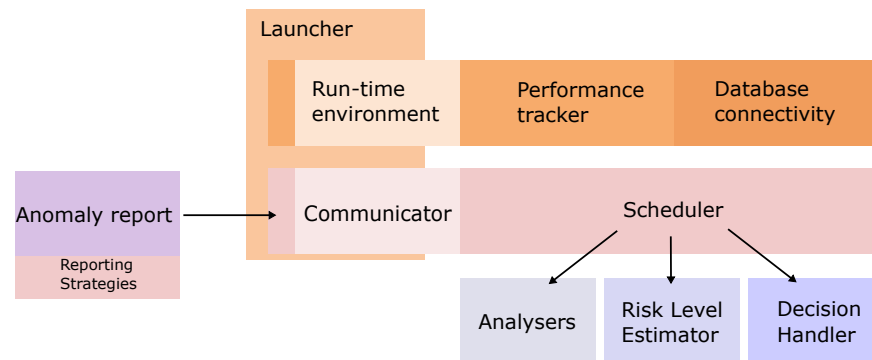 Launcher
Run-time
environment
Performance
tracker
Database
connectivity
Anomaly report
Reporting
Strategies
Communicator
Scheduler
Analysers
Risk Level
Estimator
Decision
Handler